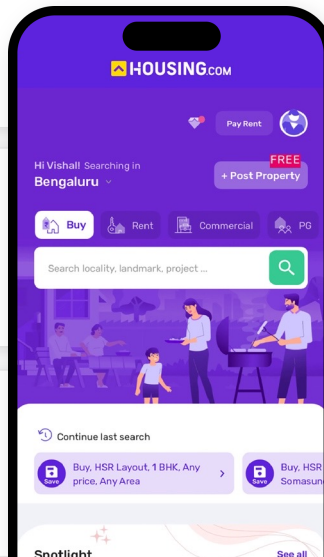 HOUSING.COM
Pay Rent
Hi Vishal! Searching in
Bengaluru
FREE
+ Post Property
Buy
Rent
Commercial
PG
Search locality, landmark, project ...
Continue last search
Save
Buy, HSR Layout, 1 BHK, Any
price, Any Area
Save
Buy, HSR
Somasun
Spotlight
See all